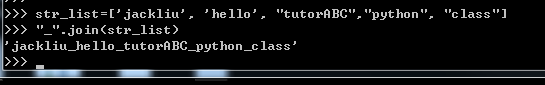 >>> str_list=['jackliu', 'hello', "tutorABC","python", "class"]
>>> "_".join(str_list)
'jackliu_hello_tutorABC_python_class'
>>>